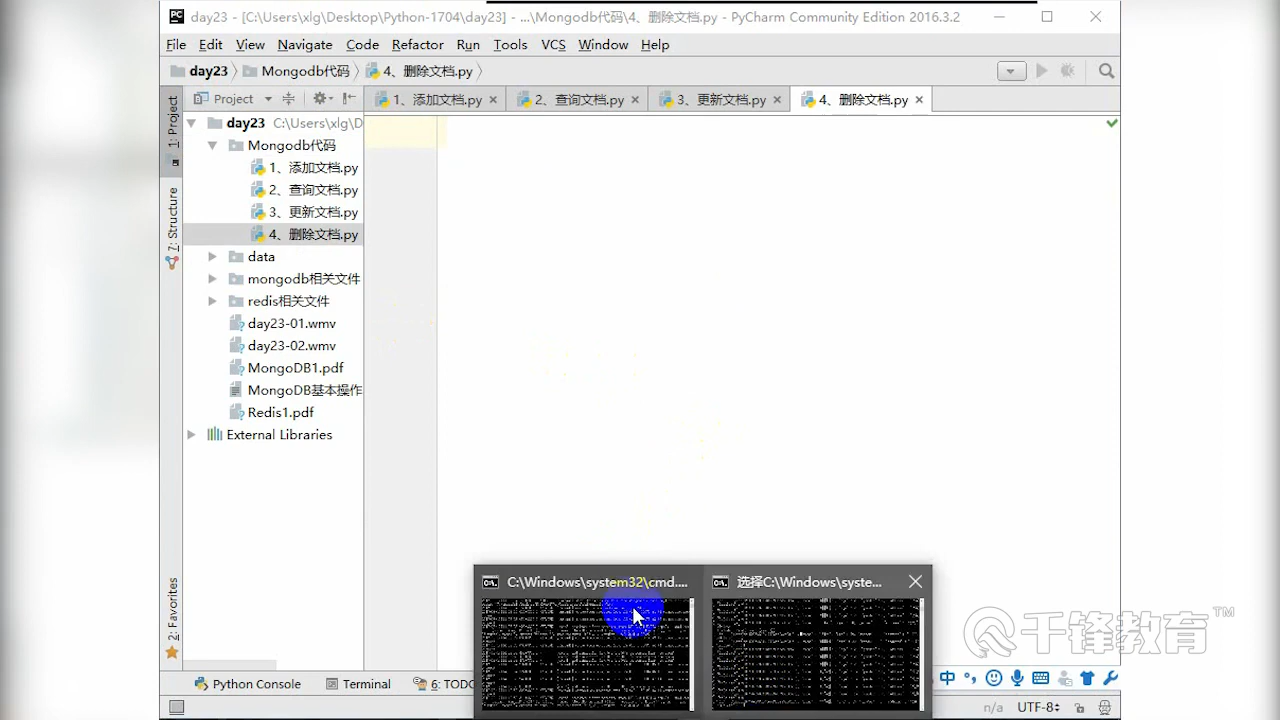 day23 - [C:\Users\xlg\Desktop\Python-1704\day23] - ...\Mongodb代码\4、删除文档.py - PyCharm Community Edition 2016.3.2
File Edit View Navigate Code Refactor Run Tools VCS Window Help
day23 Mongodb代码 4、删除文档.py
Project
1、添加文档.py 2、查询文档.py 3、更新文档.py 4、删除文档.py
1: Project
7: Structure
2: Favorites
day23 C:\Users\xlg\D
Mongodb代码
1、添加文档.py
2、查询文档.py
3、更新文档.py
4、删除文档.py
data
mongodb相关文件
redis相关文件
day23-01.wmv
day23-02.wmv
MongoDB1.pdf
MongoDB基本操作
Redis1.pdf
External Libraries
C:\Windows\system32\cmd.... 选择C:\Windows\syste...
教育™
中
n/a UTF-8